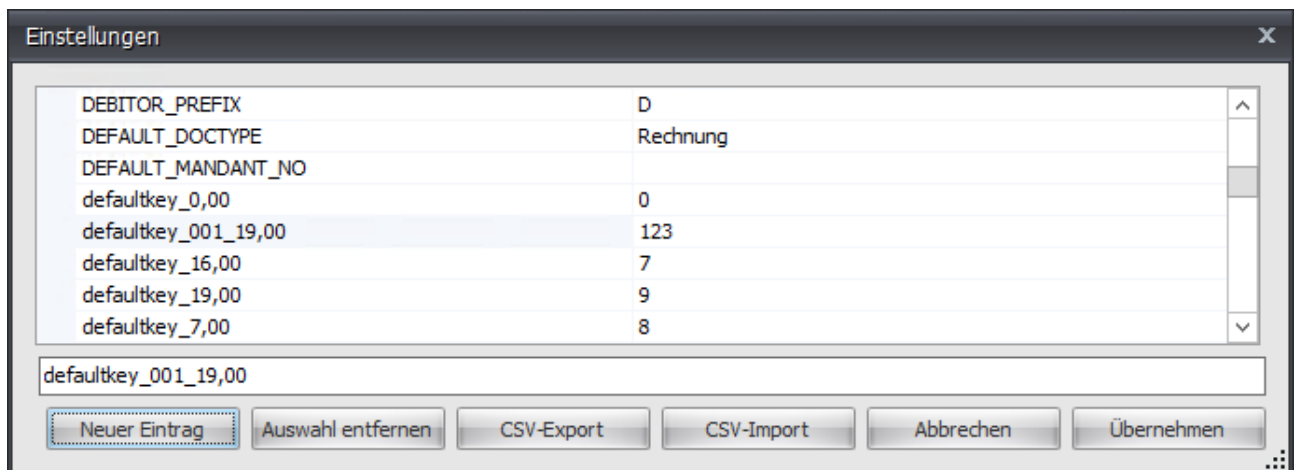 Einstellungen x
DEBITOR_PREFIX D
DEFAULT_DOCTYPE Rechnung
DEFAULT_MANDANT_NO
defaultkey_0,00 0
defaultkey_001_19,00 123
defaultkey_16,00 7
defaultkey_19,00 9
defaultkey_7,00 8
defaultkey_001_19,00
Neuer Eintrag Auswahl entfernen CSV-Export CSV-Import Abbrechen Übernehmen